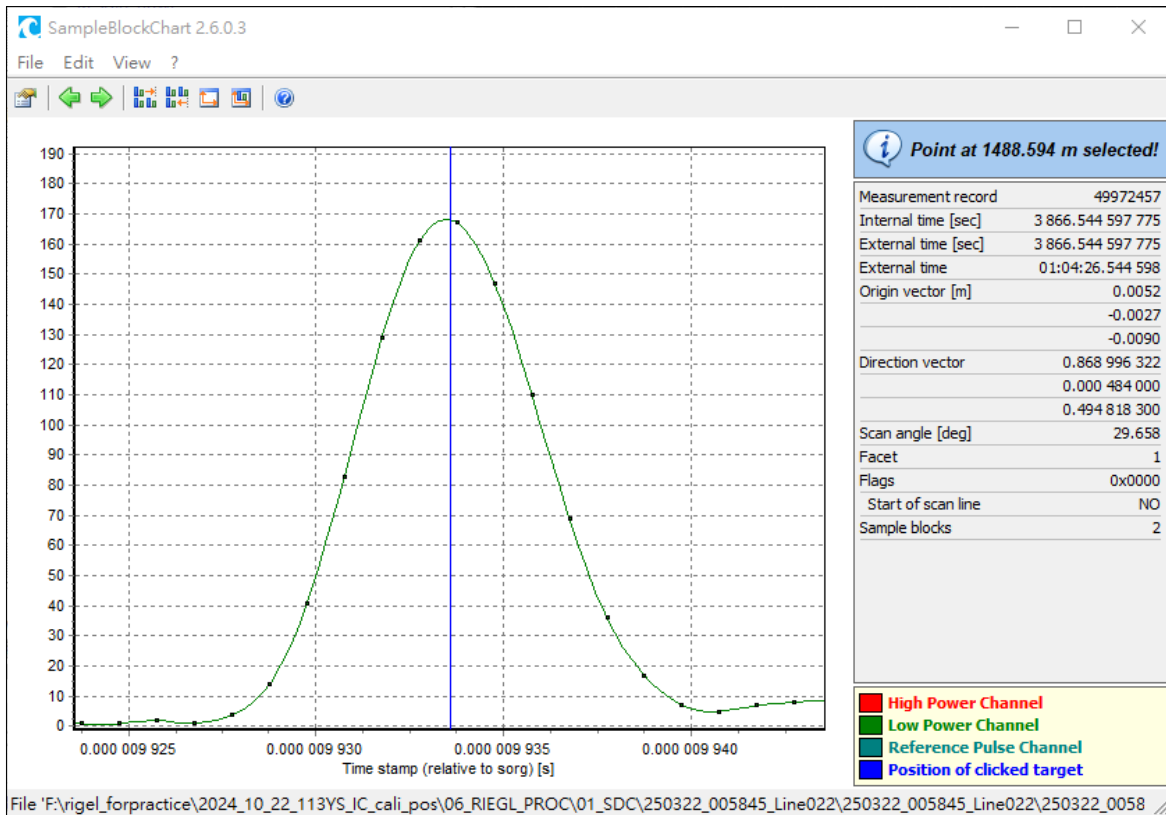 SampleBlockChart 2.6.0.3
File Edit View ?
190
180
170
160
150
140
130
120
110
100
90
80
70
60
50
40
30
20
10
0
0.000 009 925 0.000 009 930 0.000 009 935 0.000 009 940
Time stamp (relative to sorg) [s]
Point at 1488.594 m selected!
Measurement record 49972457
Internal time [sec] 3 866.544 597 775
External time [sec] 3 866.544 597 775
External time 01:04:26.544 598
Origin vector [m] 0.0052
-0.0027
-0.0090
Direction vector 0.868 996 322
0.000 484 000
0.494 818 300
Scan angle [deg] 29.658
Facet 1
Flags 0x0000
Start of scan line NO
Sample blocks 2
High Power Channel
Low Power Channel
Reference Pulse Channel
Position of clicked target
File 'F:\rigel_forpractice\2024_10_22_113YS_IC_cali_pos\06_RIEGL_PROC\01_SDC\250322_005845_Line022\250322_005845_Line022\250322_0058